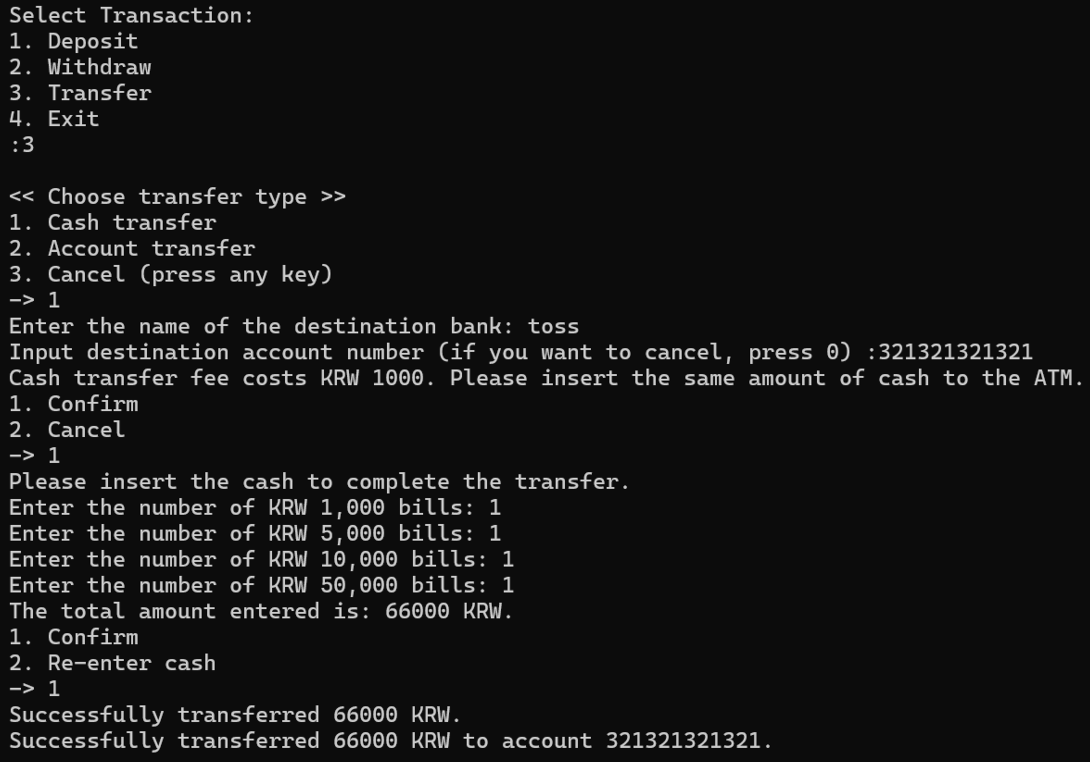 Select Transaction:
1. Deposit
2. Withdraw
3. Transfer
4. Exit
:3
<< Choose transfer type >>
1. Cash transfer
2. Account transfer
3. Cancel (press any key)
-> 1
Enter the name of the destination bank: toss
Input destination account number (if you want to cancel, press 0) :321321321321
Cash transfer fee costs KRW 1000. Please insert the same amount of cash to the ATM.
1. Confirm
2. Cancel
-> 1
Please insert the cash to complete the transfer.
Enter the number of KRW 1,000 bills: 1
Enter the number of KRW 5,000 bills: 1
Enter the number of KRW 10,000 bills: 1
Enter the number of KRW 50,000 bills: 1
The total amount entered is: 66000 KRW.
1. Confirm
2. Re-enter cash
-> 1
Successfully transferred 66000 KRW.
Successfully transferred 66000 KRW to account 321321321321.